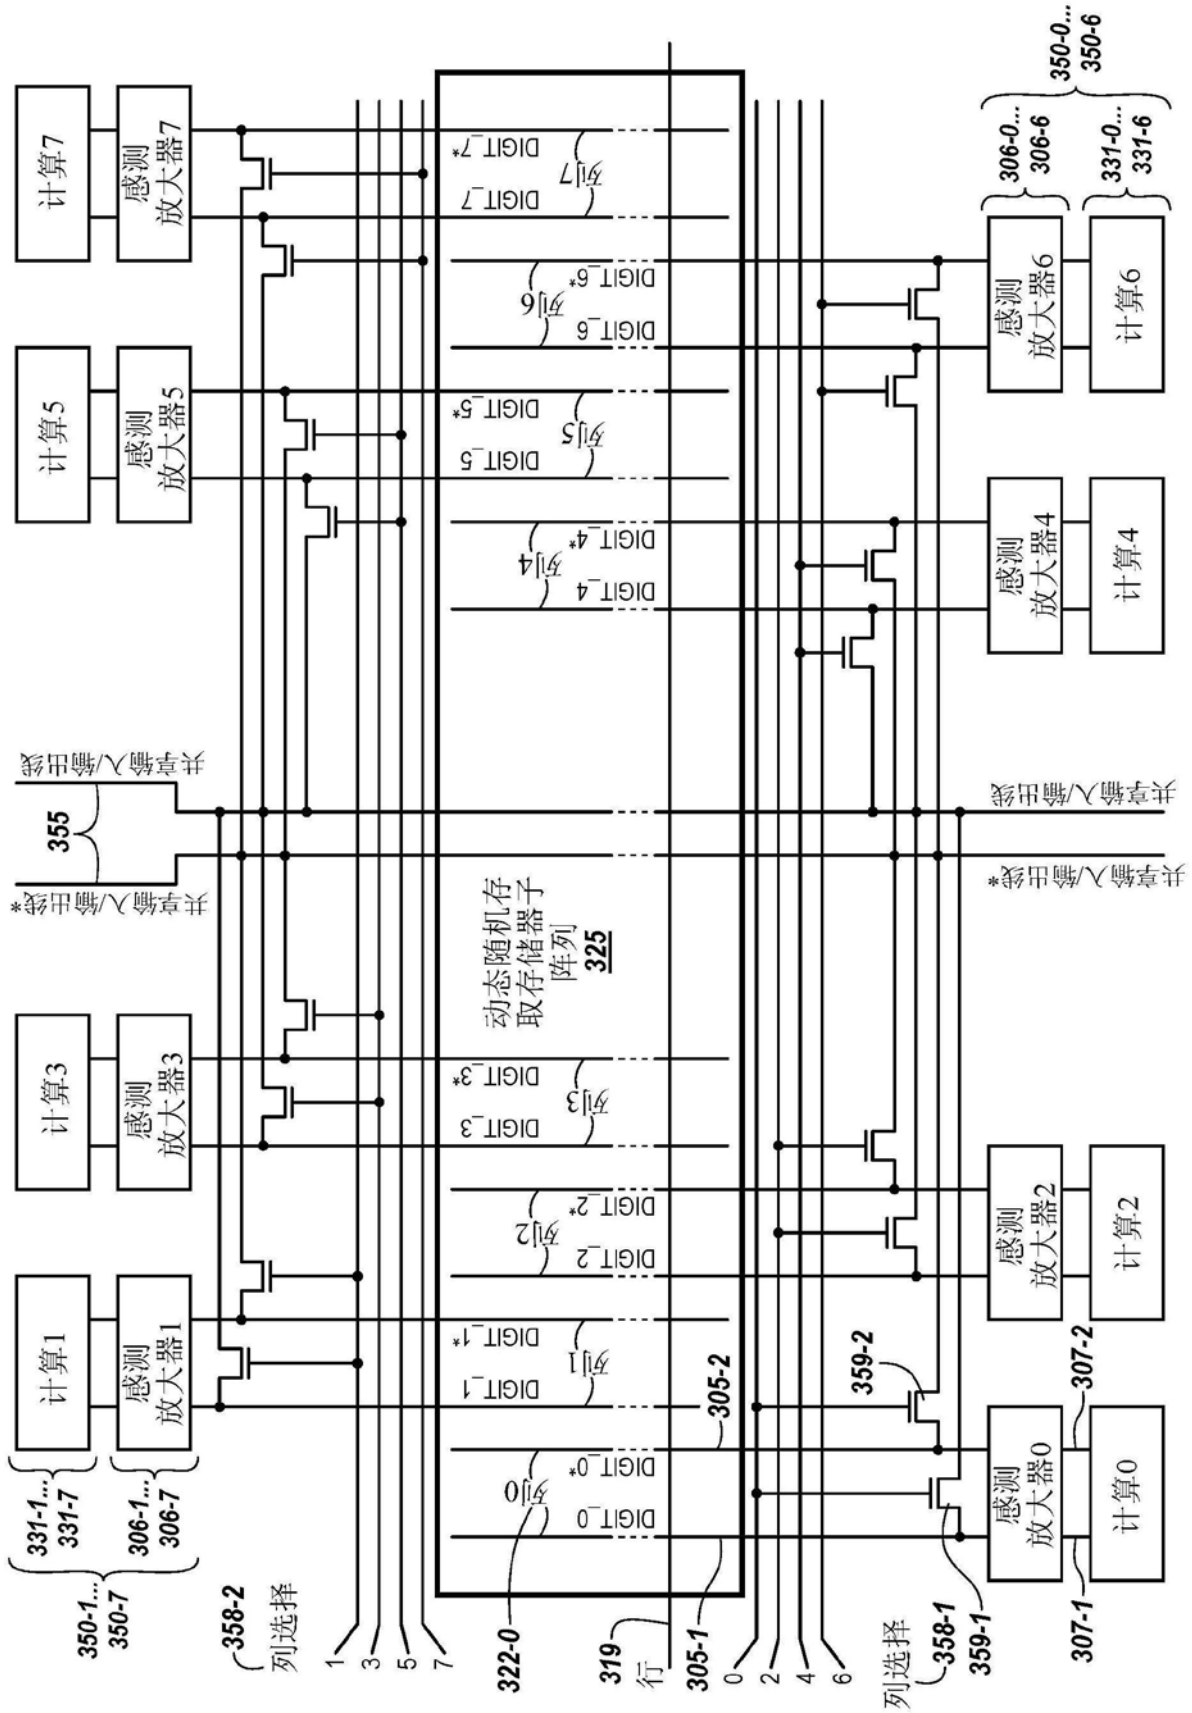 计算1
计算3
计算5
计算7
331-1...
331-7
感测
放大器1
感测
放大器3
感测
放大器5
感测
放大器7
306-1...
306-7
350-1...
350-7
共享输入/输出线*
355
共享输入/输出线
358-2
列选择
1
3
5
7
322-0
DIGIT_0
列0
DIGIT_0*
DIGIT_1
列1
DIGIT_1*
DIGIT_2
列2
DIGIT_2*
DIGIT_3
列3
DIGIT_3*
动态随机存
取存储器子
阵列
325
DIGIT_4
列4
DIGIT_4*
DIGIT_5
列5
DIGIT_5*
DIGIT_6
列6
DIGIT_6*
DIGIT_7
列7
DIGIT_7*
319
行
305-1
305-2
0
2
4
6
列选择
358-1
359-1
359-2
共享输入/输出线*
共享输入/输出线
感测
放大器0
感测
放大器2
感测
放大器4
感测
放大器6
306-0...
306-6
350-0...
350-6
307-1
307-2
计算0
计算2
计算4
计算6
331-0...
331-6